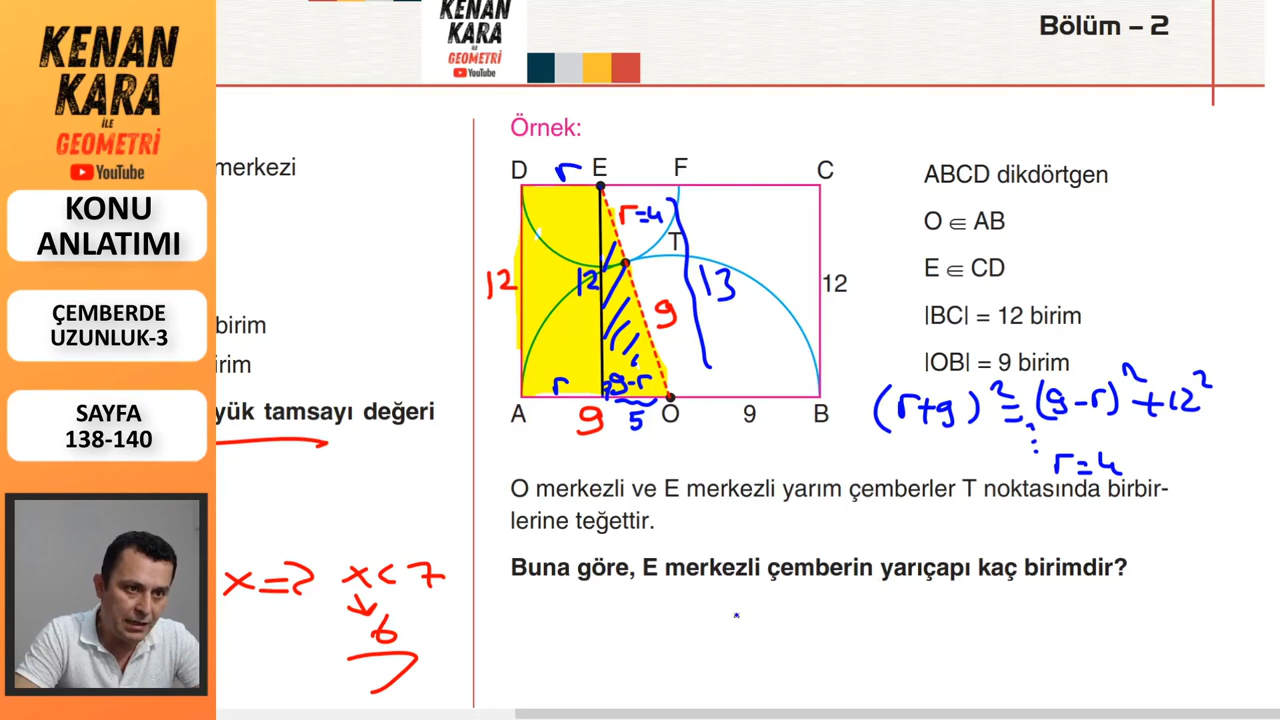 KENAN
KARA
İLE
GEOMETRİ
YouTube
KONU
ANLATIMI
ÇEMBERDE
UZUNLUK-3
SAYFA
138-140
KENAN
KARA
İLE
GEOMETRİ
YouTube
Bölüm – 2
merkezi
birim
irim
yük tamsayı değeri
x=2 x<7
6
Örnek:
D r E F C
r=4
T
12 12 13 12
9
r 9-r
A 9 5 O 9 B
ABCD dikdörtgen
O ∈ AB
E ∈ CD
|BC| = 12 birim
|OB| = 9 birim
(r+9)² = (9-r)² + 12²
r=4
O merkezli ve E merkezli yarım çemberler T noktasında birbir-
lerine teğettir.
Buna göre, E merkezli çemberin yarıçapı kaç birimdir?